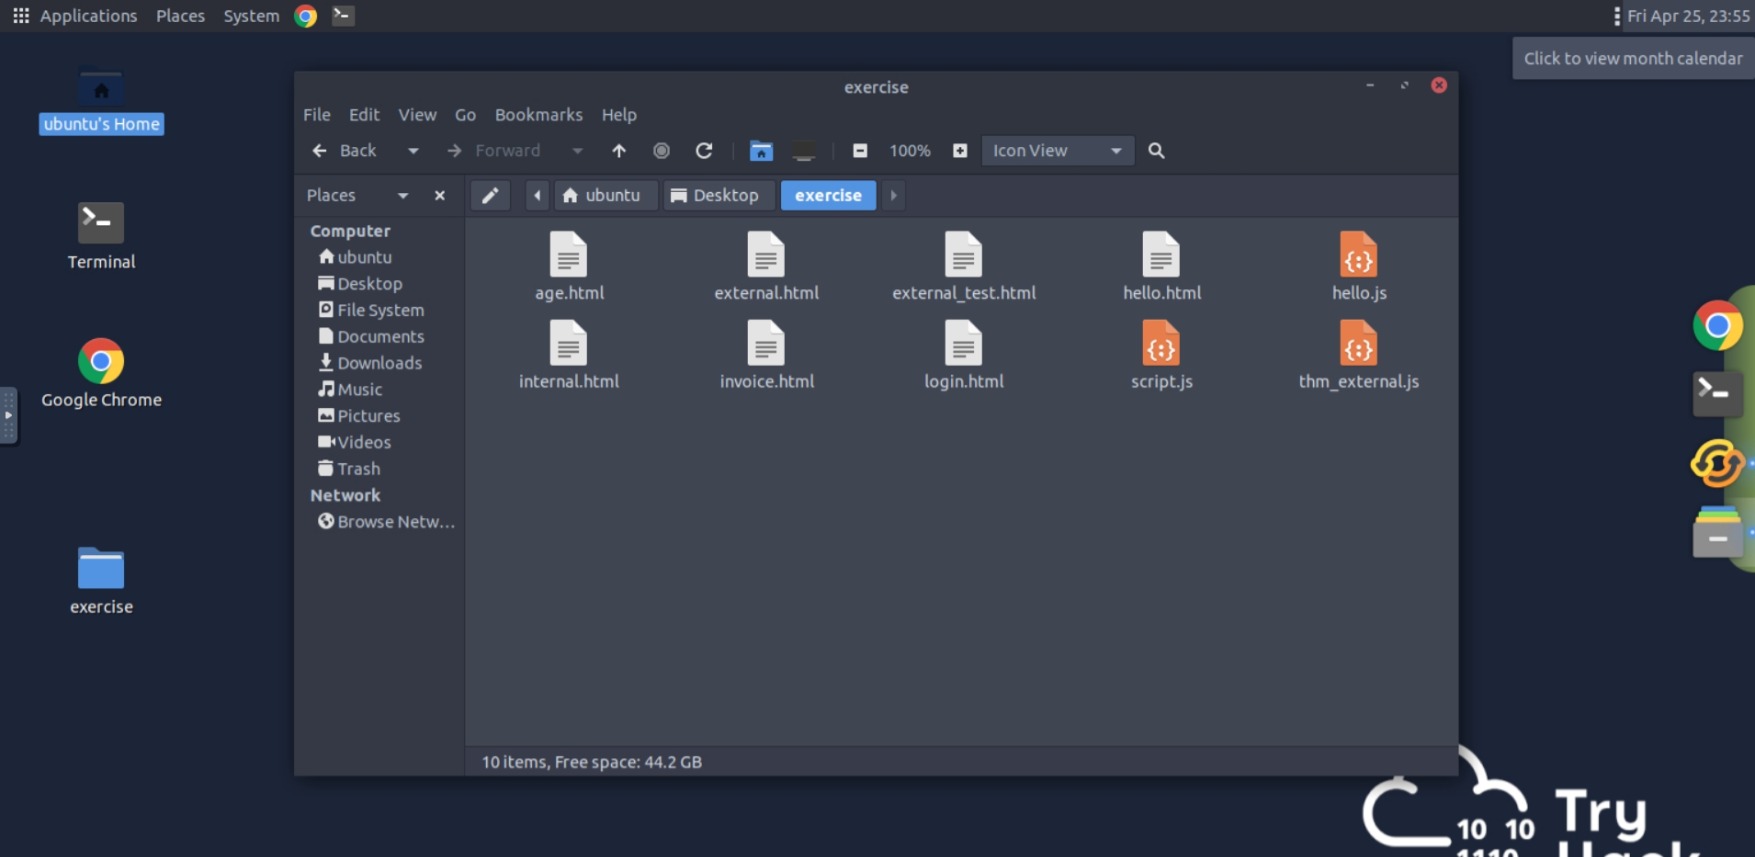 Applications Places System Fri Apr 25, 23:55
Click to view month calendar
ubuntu's Home
Terminal
Google Chrome
exercise
exercise
File Edit View Go Bookmarks Help
Back Forward 100% Icon View
Places ubuntu Desktop exercise
Computer
ubuntu
Desktop
File System
Documents
Downloads
Music
Pictures
Videos
Trash
Network
Browse Netw...
age.html external.html external_test.html hello.html hello.js
internal.html invoice.html login.html script.js thm_external.js
10 items, Free space: 44.2 GB
10 10 Try
1110 Hack